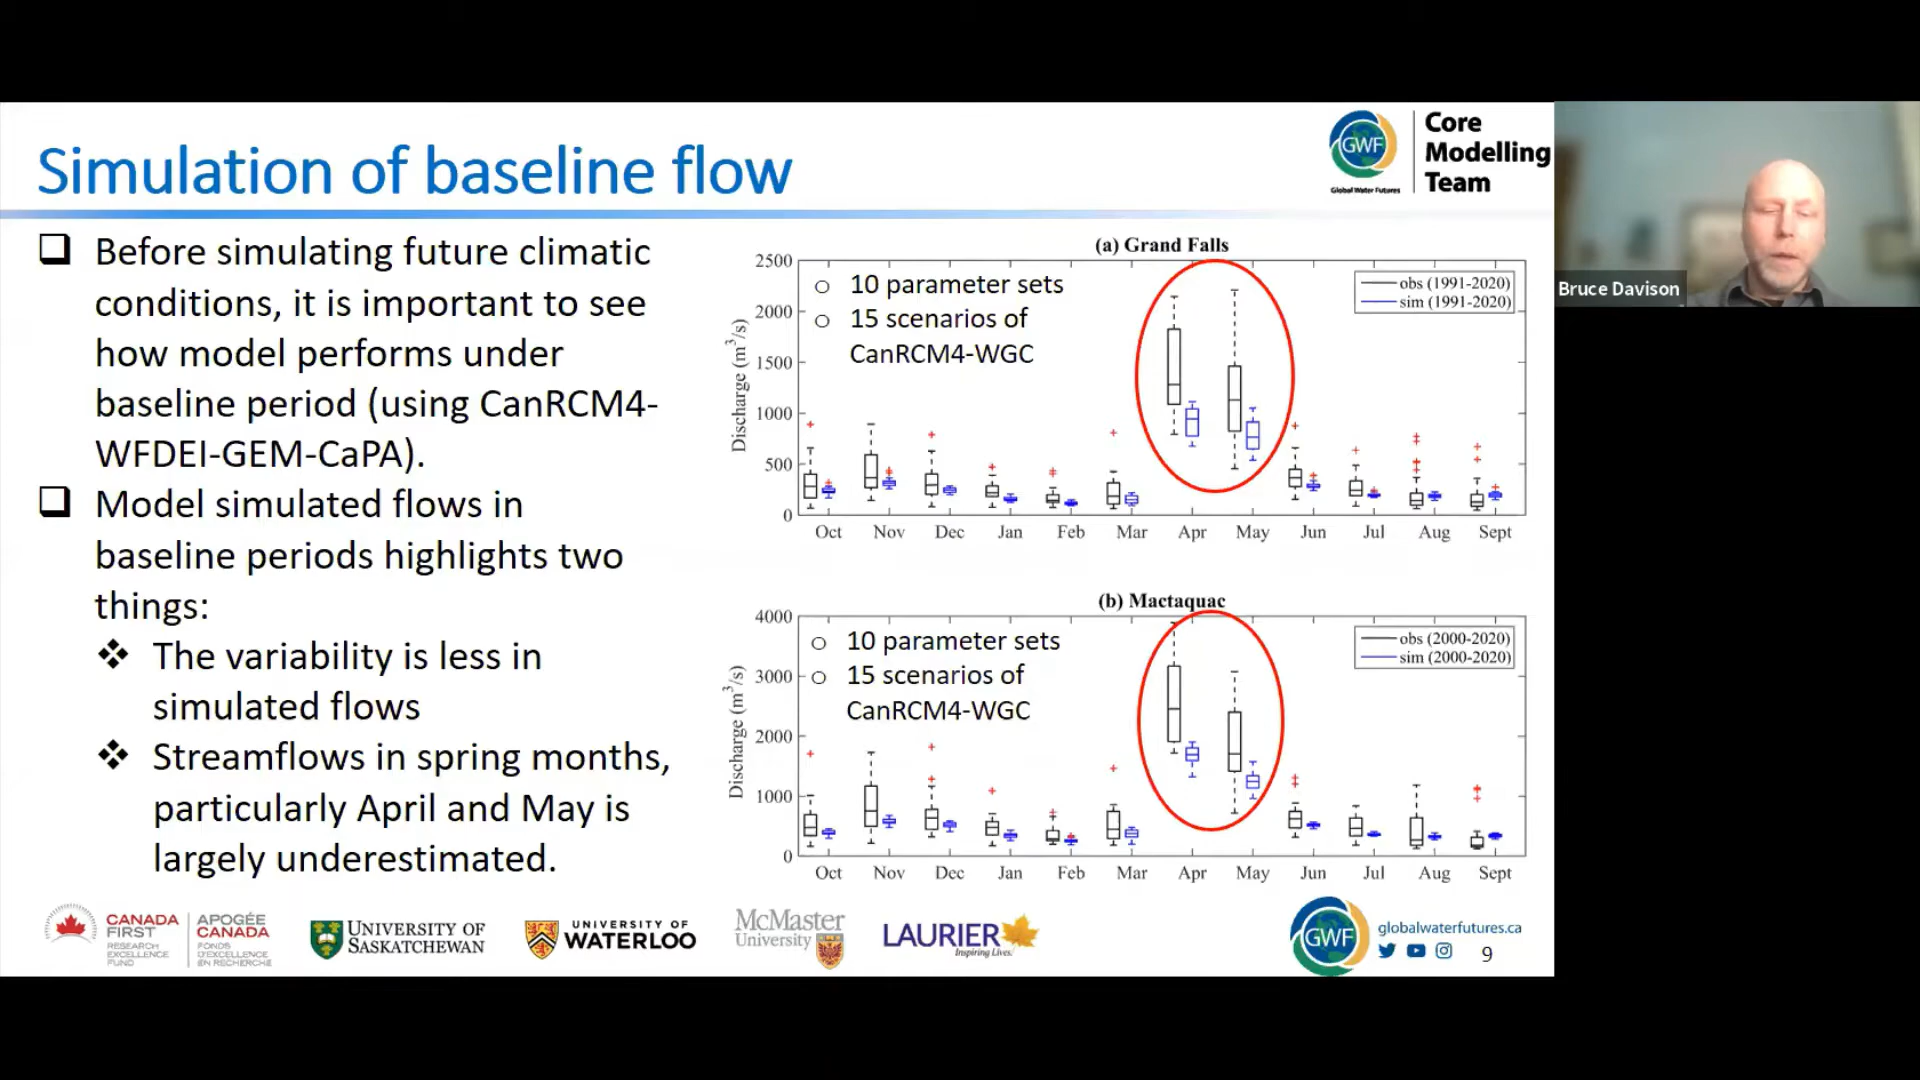 Simulation of baseline flow
GWF
Global Water Futures
Core
Modelling
Team
Before simulating future climatic
conditions, it is important to see
how model performs under
baseline period (using CanRCM4-
WFDEI-GEM-CaPA).
Model simulated flows in
baseline periods highlights two
things:
The variability is less in
simulated flows
Streamflows in spring months,
particularly April and May is
largely underestimated.
(a) Grand Falls
10 parameter sets
15 scenarios of
CanRCM4-WGC
obs (1991-2020)
sim (1991-2020)
Discharge (m³/s)
2500
2000
1500
1000
500
0
Oct Nov Dec Jan Feb Mar Apr May Jun Jul Aug Sept
(b) Mactaquac
10 parameter sets
15 scenarios of
CanRCM4-WGC
obs (2000-2020)
sim (2000-2020)
Discharge (m³/s)
4000
3000
2000
1000
0
Oct Nov Dec Jan Feb Mar Apr May Jun Jul Aug Sept
CANADA
FIRST
RESEARCH
EXCELLENCE
FUND
APOGÉE
CANADA
FONDS
D'EXCELLENCE
EN RECHERCHE
UNIVERSITY OF
SASKATCHEWAN
UNIVERSITY OF
WATERLOO
McMaster
University
LAURIER
Inspiring Lives.
GWF
globalwaterfutures.ca
9
Bruce Davison